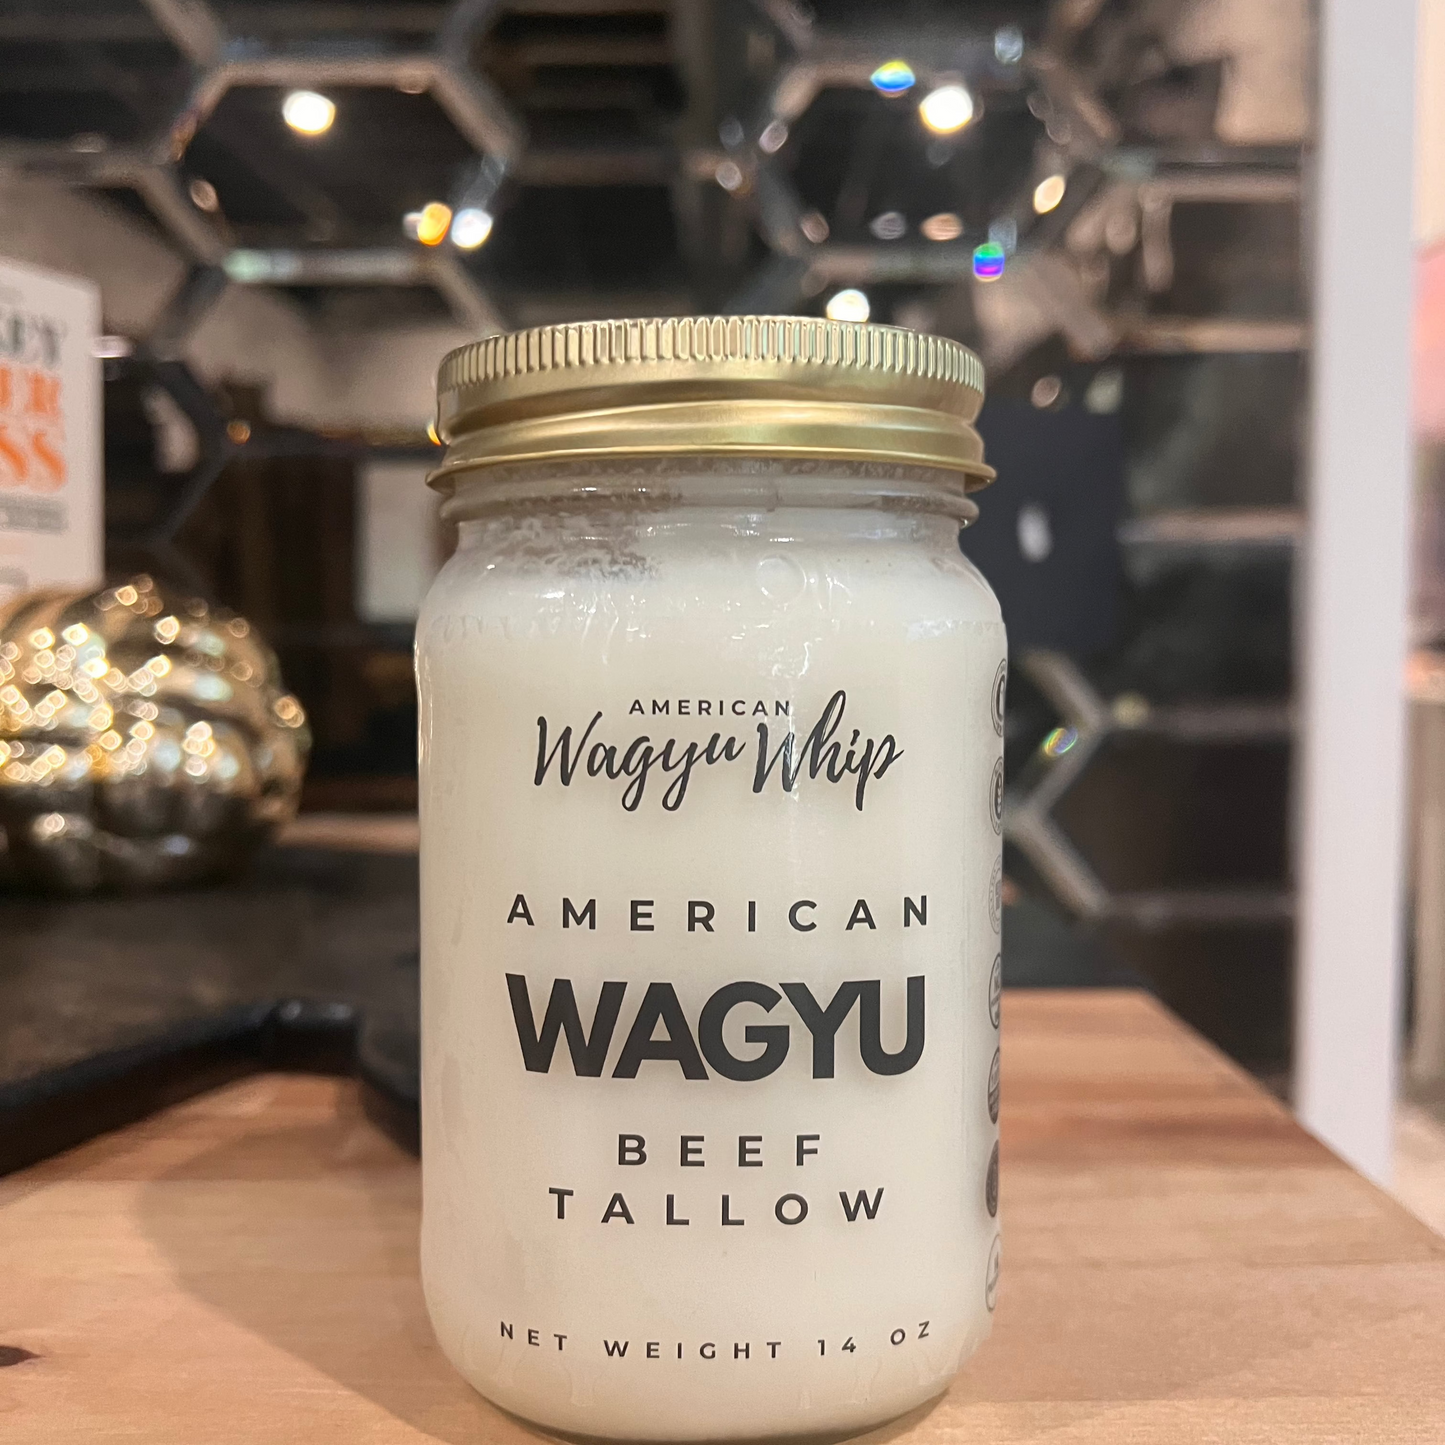 AMERICAN
Wagyu Whip
AMERICAN
WAGYU
BEEF
TALLOW
NET WEIGHT 14 OZ